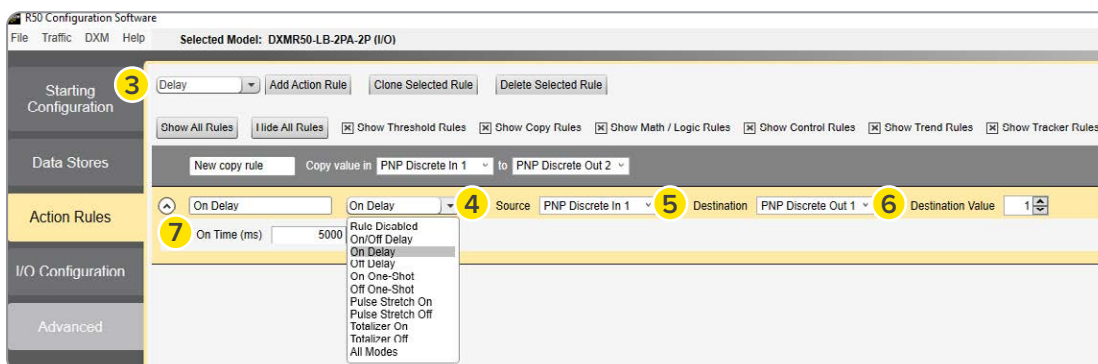 R50 Configuration Software
File Traffic DXM Help Selected Model: DXMR50-LB-2PA-2P (I/O)
Starting Configuration
3 Delay Add Action Rule Clone Selected Rule Delete Selected Rule
Show All Rules Hide All Rules Show Threshold Rules Show Copy Rules Show Math / Logic Rules Show Control Rules Show Trend Rules Show Tracker Rules
Data Stores
New copy rule Copy value in PNP Discrete In 1 to PNP Discrete Out 2
Action Rules
On Delay On Delay 4 Source PNP Discrete In 1 5 Destination PNP Discrete Out 1 6 Destination Value 1
7 On Time (ms) 5000
Rule Disabled
On/Off Delay
On Delay
Off Delay
On One-Shot
Off One-Shot
Pulse Stretch On
Pulse Stretch Off
Totalizer On
Totalizer Off
All Modes
I/O Configuration
Advanced